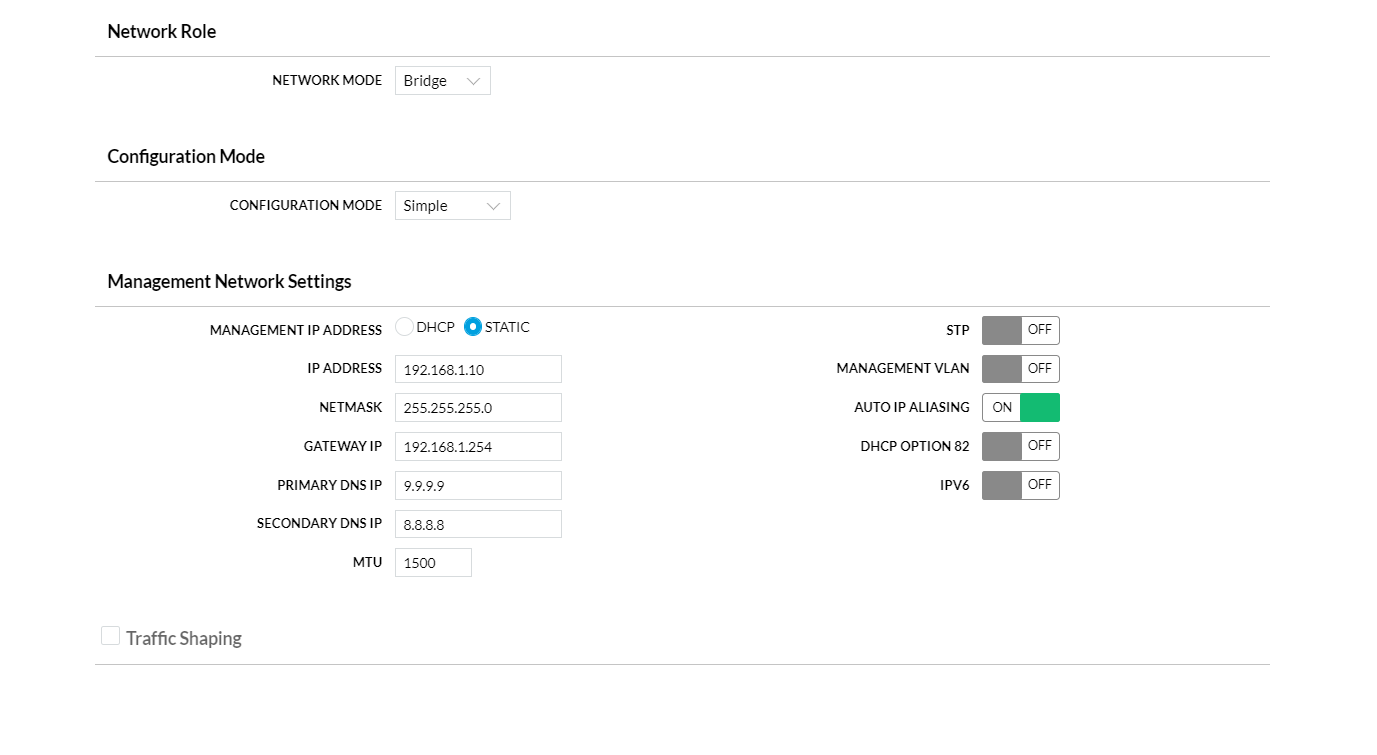 Network Role
NETWORK MODE Bridge
Configuration Mode
CONFIGURATION MODE Simple
Management Network Settings
MANAGEMENT IP ADDRESS DHCP STATIC STP OFF
IP ADDRESS 192.168.1.10 MANAGEMENT VLAN OFF
NETMASK 255.255.255.0 AUTO IP ALIASING ON
GATEWAY IP 192.168.1.254 DHCP OPTION 82 OFF
PRIMARY DNS IP 9.9.9.9 IPV6 OFF
SECONDARY DNS IP 8.8.8.8
MTU 1500
Traffic Shaping